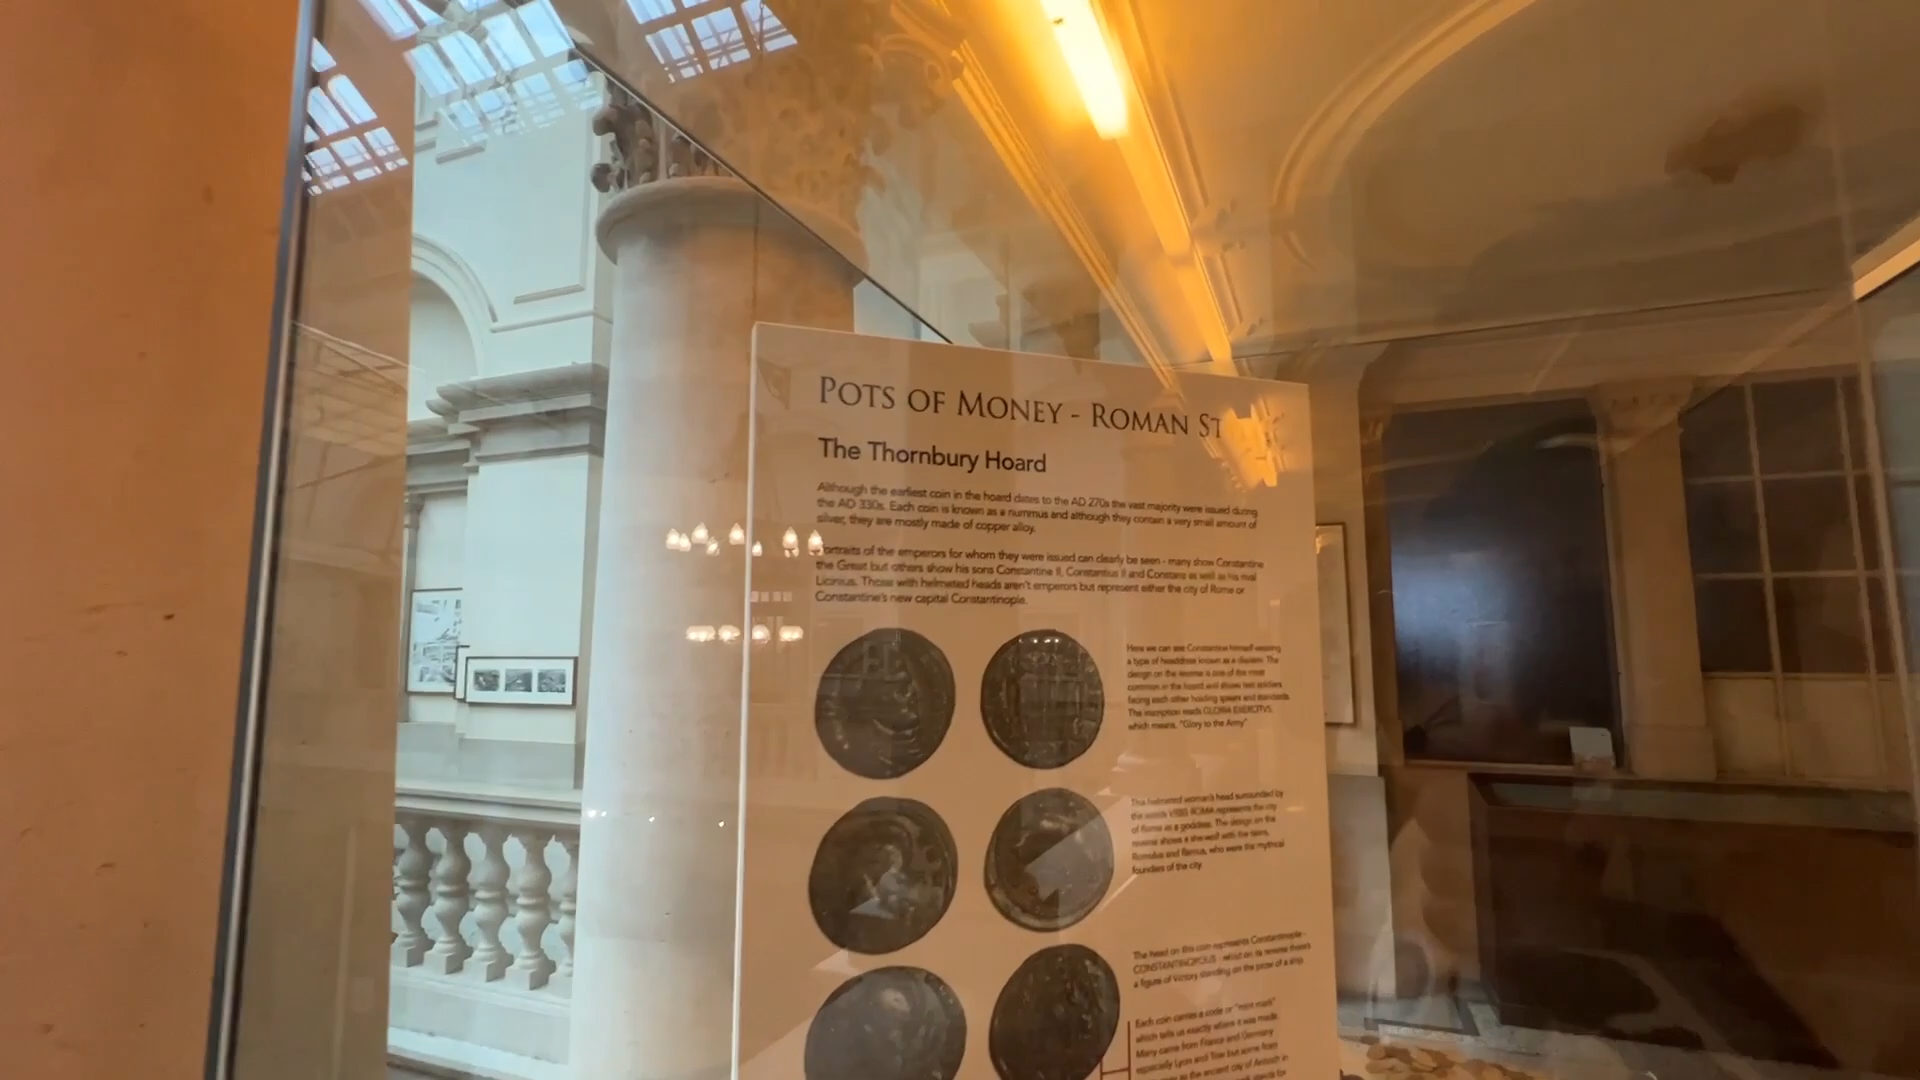 POTS OF MONEY - ROMAN ST
The Thornbury Hoard
Although the earliest coin in the hoard dates to the AD 270s the vast majority were issued during
the AD 330s. Each coin is known as a nummus and although they contain a very small amount of
silver, they are mostly made of copper alloy.
Portraits of the emperors for whom they were issued can clearly be seen - many show Constantine
the Great but others show his sons Constantine II, Constantius II and Constans as well as his rival
Licinius. Those with helmeted heads aren't emperors but represent either the city of Rome or
Constantine's new capital Constantinople.
Here we can see Constantine himself wearing
a type of headdress known as a diadem. The
design on the reverse is one of the most
common in the hoard and shows two soldiers
facing each other holding spears and standards.
The inscription reads GLORIA EXERCITVS,
which means, "Glory to the Army"
This helmeted woman's head surrounded by
the words VRBS ROMA represents the city
of Rome as a goddess. The design on the
reverse shows a she-wolf with the twins,
Romulus and Remus, who were the mythical
founders of the city
The head on this coin represents Constantinople -
CONSTANTINOPOLIS - whilst on its reverse there's
a figure of Victory standing on the prow of a ship
Each coin carries a code or "mint mark"
which tells us exactly where it was made.
Many came from France and Germany
especially Lyon and Trier but some from
as the ancient city of Antioch in